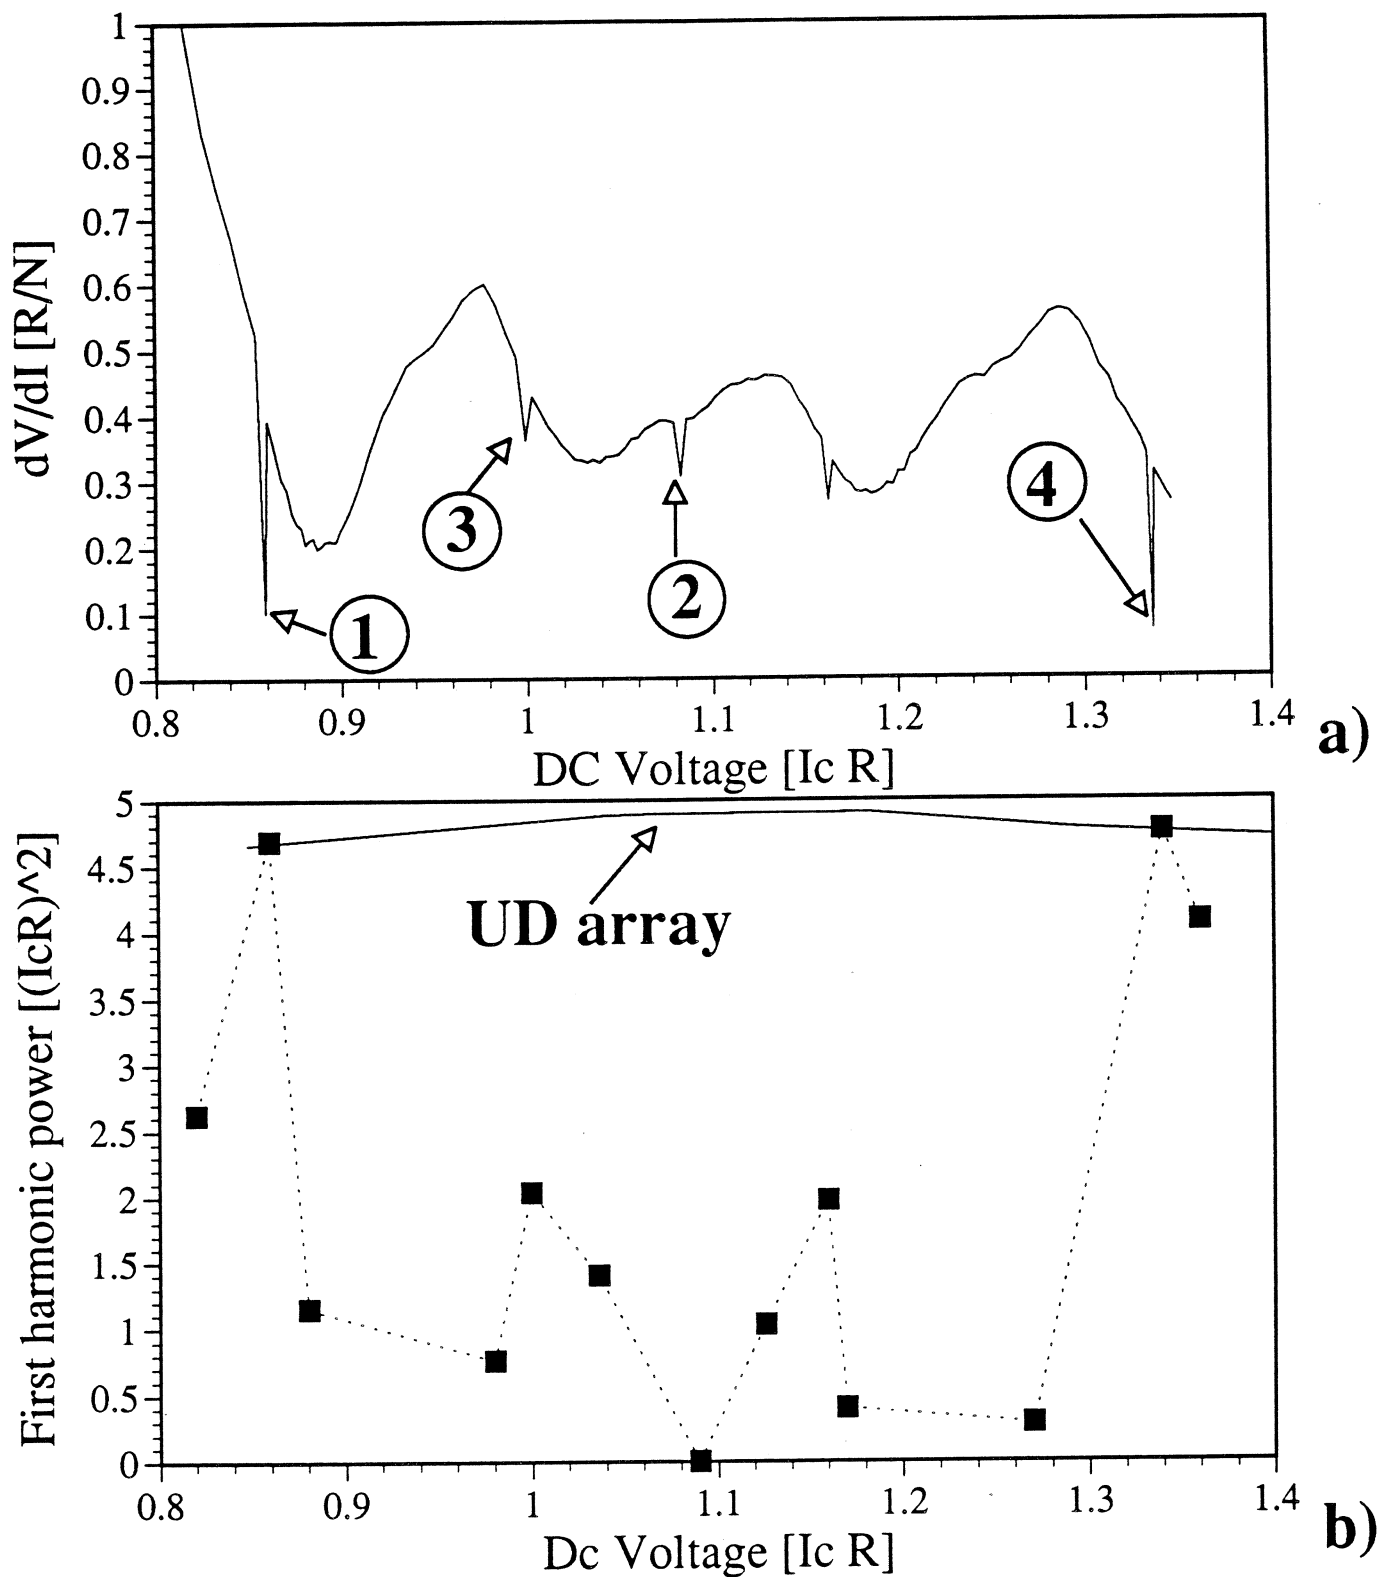 1
0.9
0.8
0.7
0.6
0.5
0.4
0.3
0.2
0.1
0
dV/dI [R/N]
3
2
4
1
0.8 0.9 1 1.1 1.2 1.3 1.4
DC Voltage [Ic R]
a)
5
4.5
4
3.5
3
2.5
2
1.5
1
0.5
0
First harmonic power [(IcR)^2]
UD array
0.8 0.9 1 1.1 1.2 1.3 1.4
Dc Voltage [Ic R]
b)